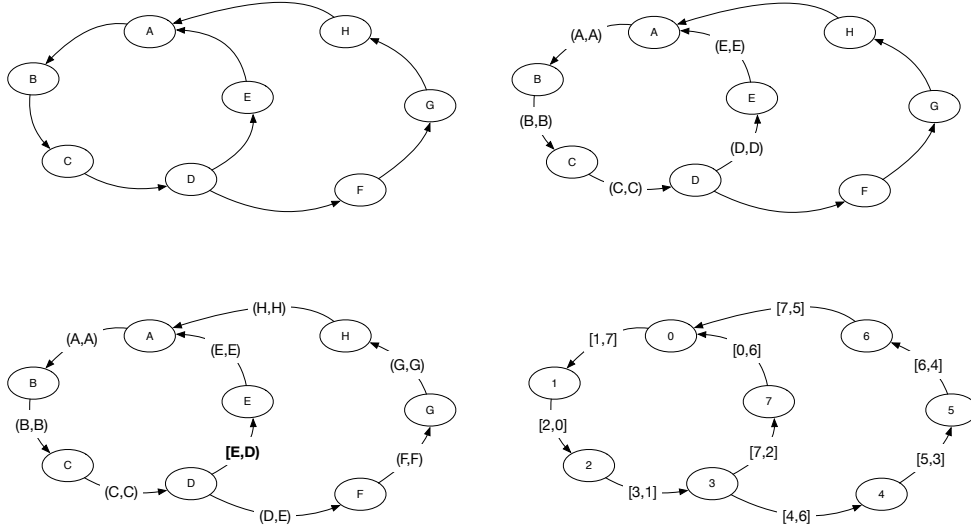 A
H
B
E
G
C
D
F
(A,A)
A
H
(E,E)
B
E
G
(B,B)
(D,D)
C
D
F
(C,C)
(H,H)
(A,A)
A
H
(E,E)
(G,G)
B
E
G
(B,B)
[E,D)
(F,F)
C
D
F
(C,C)
(D,E)
[7,5]
[1,7]
0
6
[0,6]
[6,4]
1
7
5
[2,0]
[7,2]
[5,3]
2
3
4
[3,1]
[4,6]